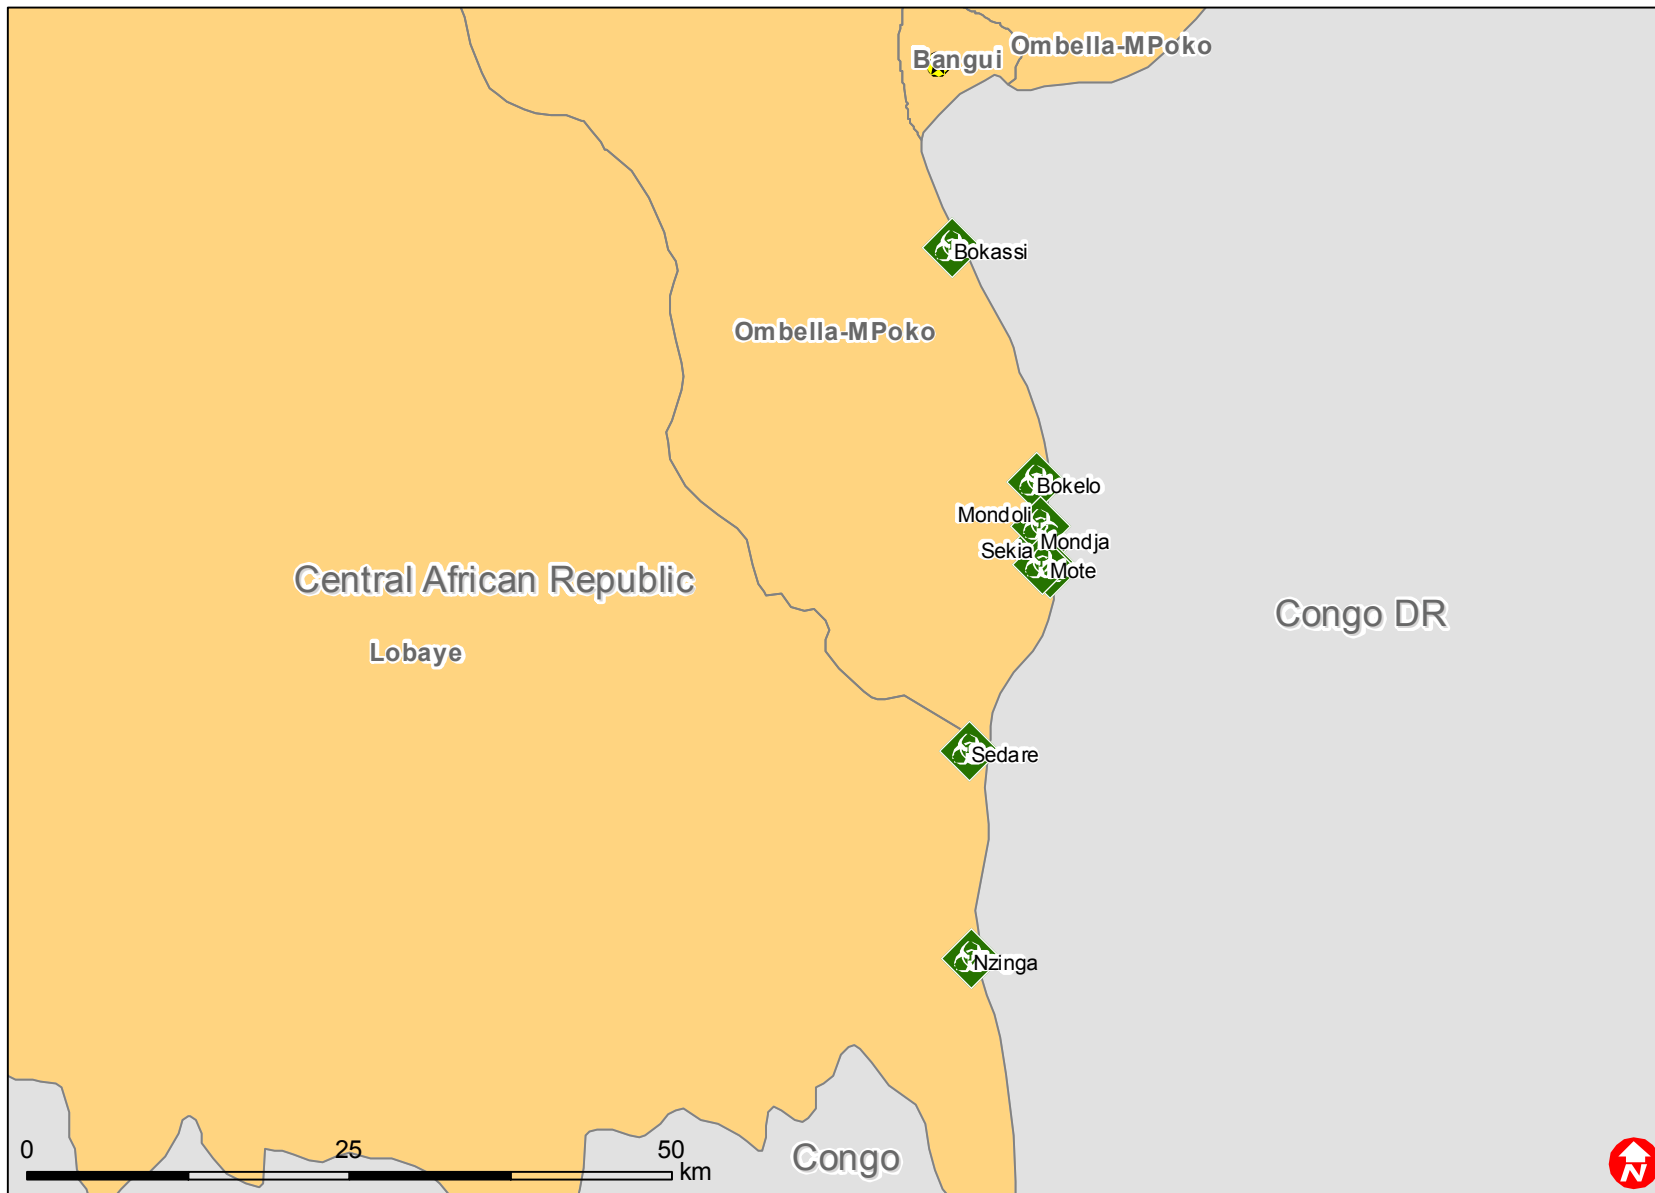 Ombella-MPoko
Bangui
Bokassi
Ombella-MPoko
Bokelo
Mondoli
Mondja
Sekia
Mote
Central African Republic
Congo DR
Lobaye
Sedare
Nzinga
0 25 50
km
Congo
N